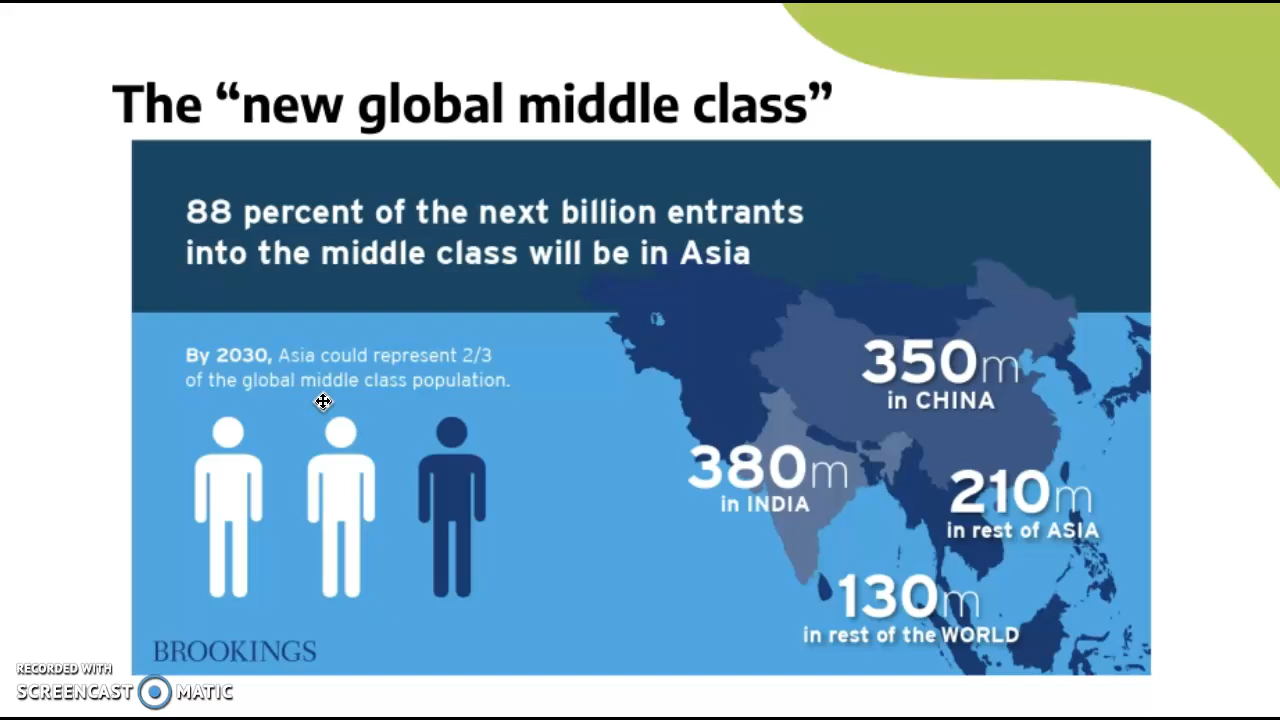 The “new global middle class”
88 percent of the next billion entrants
into the middle class will be in Asia
By 2030, Asia could represent 2/3
of the global middle class population.
350m
in CHINA
380m
in INDIA
210m
in rest of ASIA
130m
in rest of the WORLD
BROOKINGS
RECORDED WITH
SCREENCAST MATIC